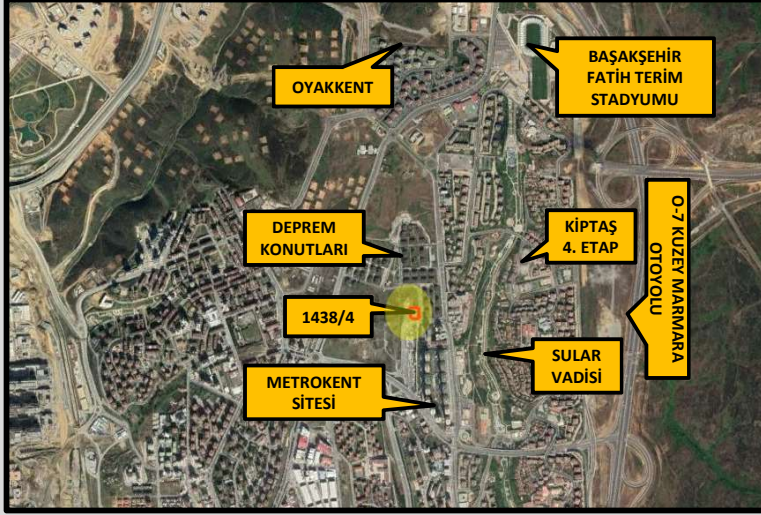 OYAKKENT
BAŞAKŞEHİR
FATİH TERİM
STADYUMU
DEPREM
KONUTLARI
KİPTAŞ
4. ETAP
O-7 KUZEY MARMARA
OTOYOLU
1438/4
SULAR
VADİSİ
METROKENT
SİTESİ